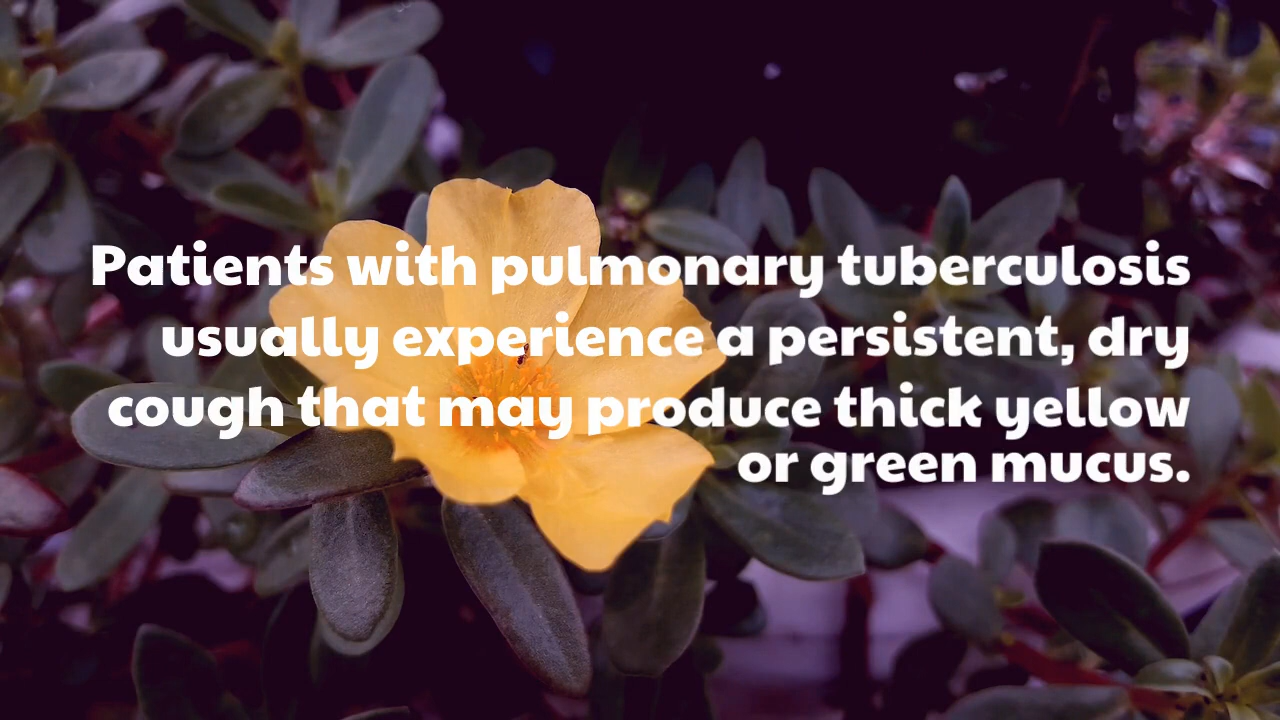 Patients with pulmonary tuberculosis
usually experience a persistent, dry
cough that may produce thick yellow
or green mucus.